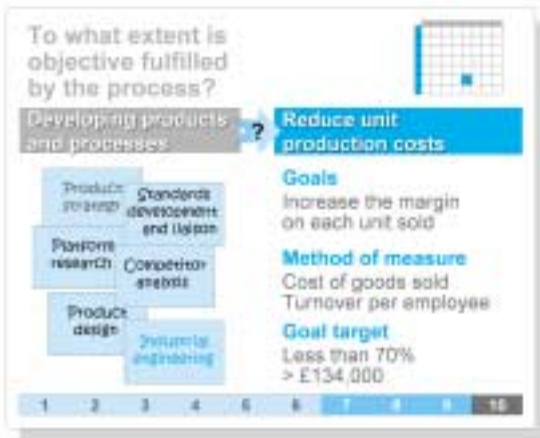 To what extent is
objective fulfilled
by the process?
Developing products
and processes
?
Reduce unit
production costs
Product
strategy
Standards
development
and liaison
Platform
research
Competitor
analysis
Product
design
Industrial
engineering
Goals
Increase the margin
on each unit sold
Method of measure
Cost of goods sold
Turnover per employee
Goal target
Less than 70%
> £134,000
1 2 3 4 5 6 7 8 9 10